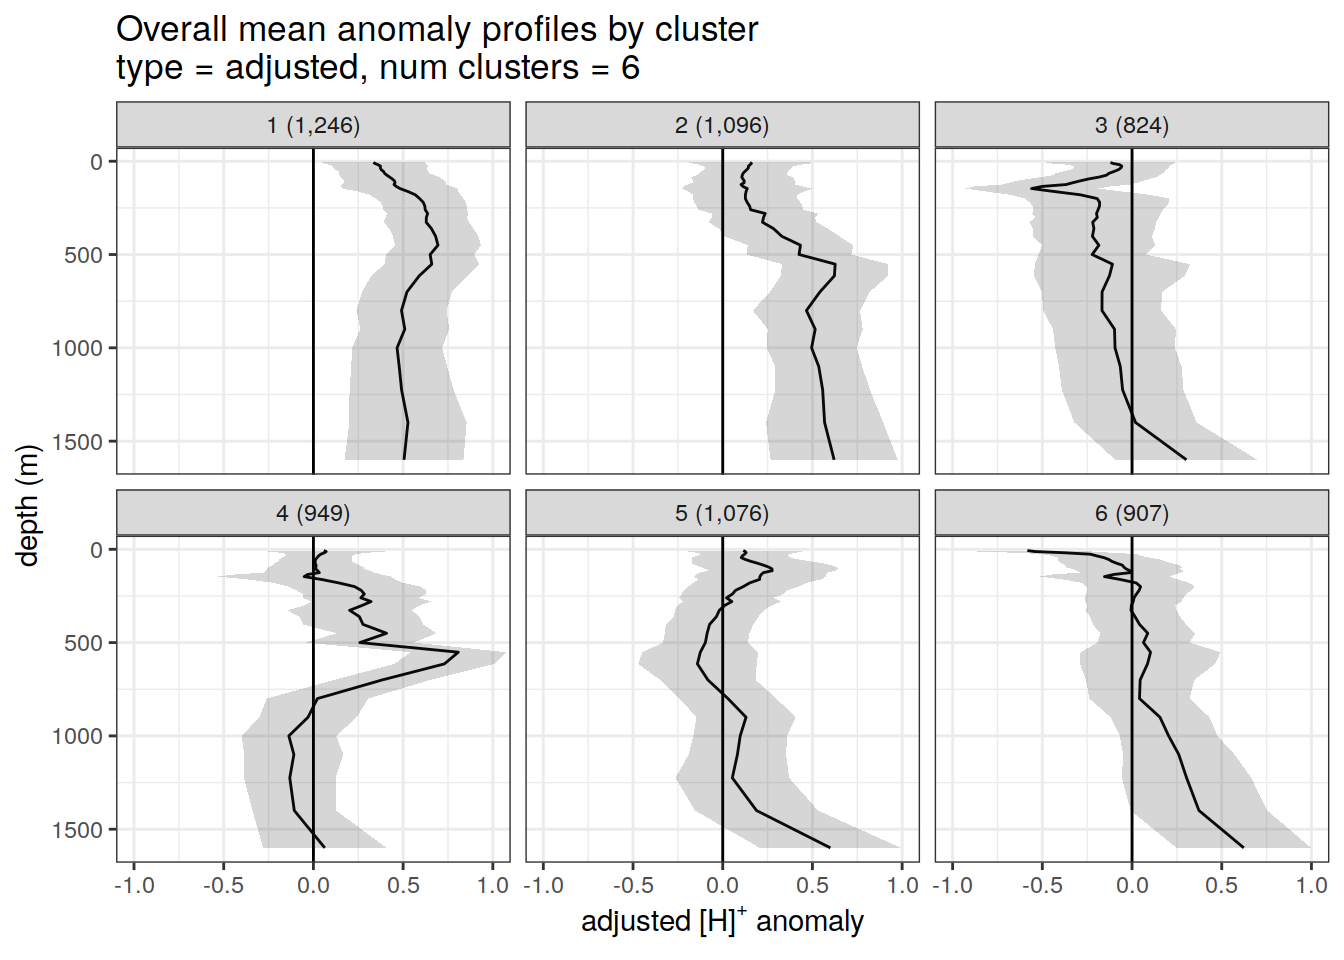 Overall mean anomaly profiles by cluster
type = adjusted, num clusters = 6
1 (1,246)
2 (1,096)
3 (824)
0
500
1000
1500
4 (949)
5 (1,076)
6 (907)
0
500
1000
1500
-1.0 -0.5 0.0 0.5 1.0
-1.0 -0.5 0.0 0.5 1.0
-1.0 -0.5 0.0 0.5 1.0
depth (m)
adjusted [H]⁺ anomaly